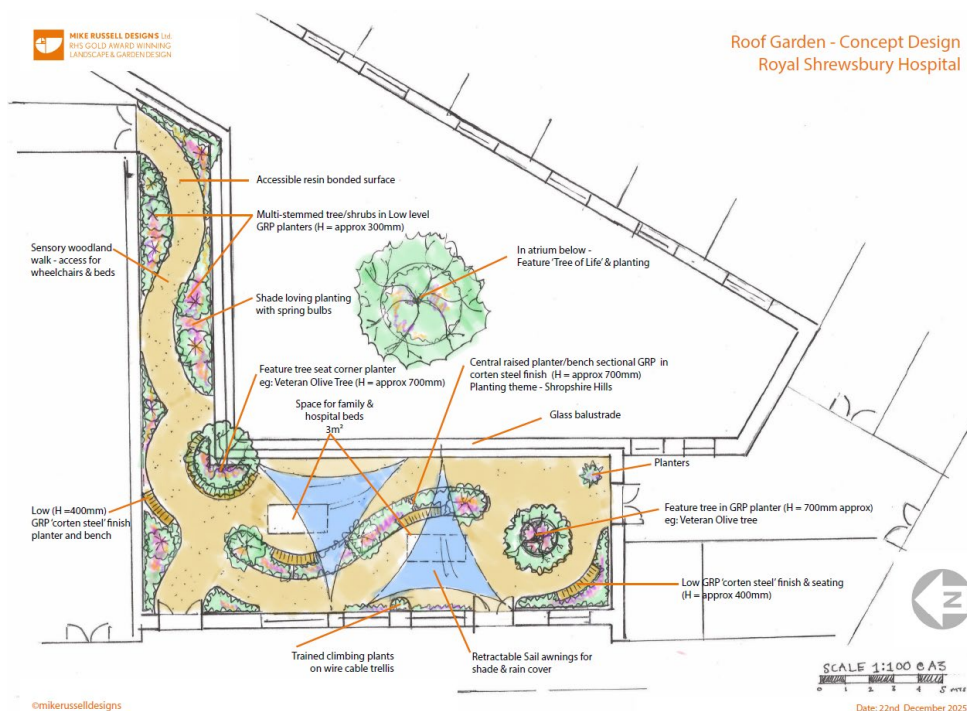 MIKE RUSSELL DESIGNS Ltd.
RHS GOLD AWARD WINNING
LANDSCAPE & GARDEN DESIGN
Roof Garden - Concept Design
Royal Shrewsbury Hospital
Accessible resin bonded surface
Multi-stemmed tree/shrubs in Low level
GRP planters (H = approx 300mm)
Sensory woodland
walk - access for
wheelchairs & beds
In atrium below -
Feature 'Tree of Life' & planting
Shade loving planting
with spring bulbs
Feature tree seat corner planter
eg: Veteran Olive Tree (H = approx 700mm)
Central raised planter/bench sectional GRP in
corten steel finish (H = approx 700mm)
Planting theme - Shropshire Hills
Space for family &
hospital beds
3m²
Glass balustrade
Planters
Low (H =400mm)
GRP 'corten steel' finish
planter and bench
Feature tree in GRP planter (H = 700mm approx)
eg: Veteran Olive tree
Low GRP 'corten steel' finish & seating
(H = approx 400mm)
N
Trained climbing plants
on wire cable trellis
Retractable Sail awnings for
shade & rain cover
SCALE 1:100 @ A3
0 1 2 3 4 5 MTS
©mikerusselldesigns
Date: 22nd December 2025